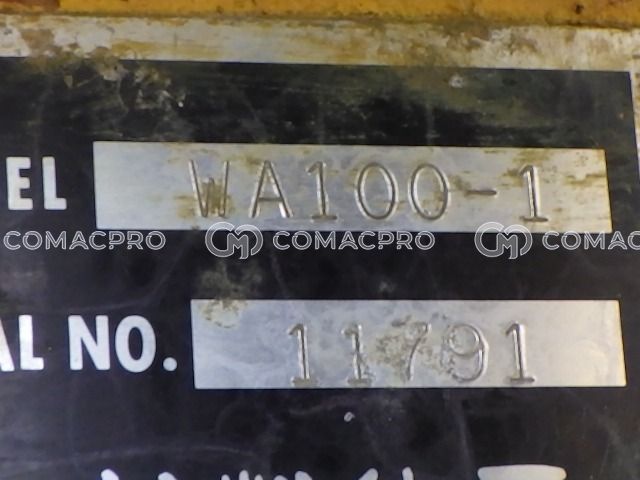 EL WA100-1
COMACPRO COMACPRO COMAC
AL NO. 11791